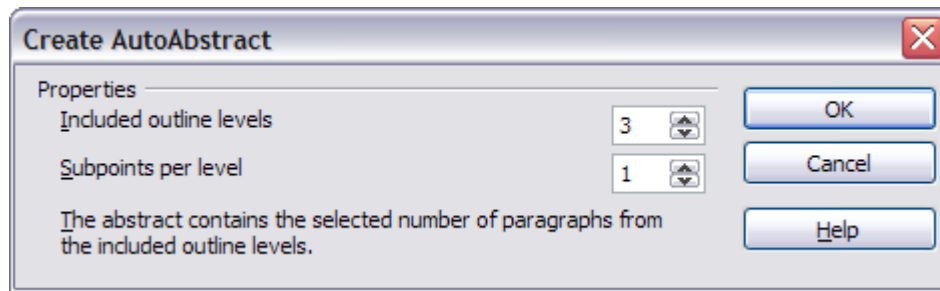 Create AutoAbstract
Properties
Included outline levels
3
OK
Subpoints per level
1
Cancel
The abstract contains the selected number of paragraphs from
the included outline levels.
Help